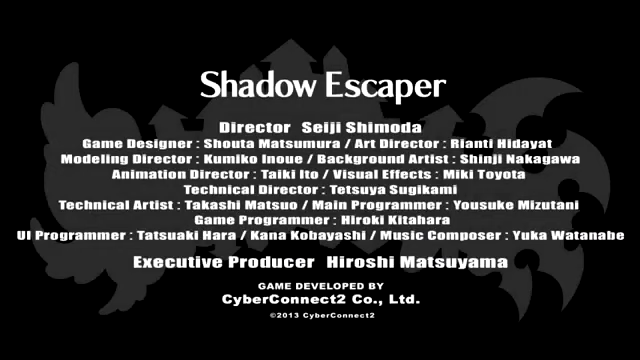 Shadow Escaper
Director Seiji Shimoda
Game Designer : Shouta Matsumura / Art Director : Rianti Hidayat
Modeling Director : Kumiko Inoue / Background Artist : Shinji Nakagawa
Animation Director : Taiki Ito / Visual Effects : Miki Toyota
Technical Director : Tetsuya Sugikami
Technical Artist : Takashi Matsuo / Main Programmer : Yousuke Mizutani
Game Programmer : Hiroki Kitahara
UI Programmer : Tatsuaki Hara / Kana Kobayashi / Music Composer : Yuka Watanabe
Executive Producer Hiroshi Matsuyama
GAME DEVELOPED BY
CyberConnect2 Co., Ltd.
©2013 CyberConnect2